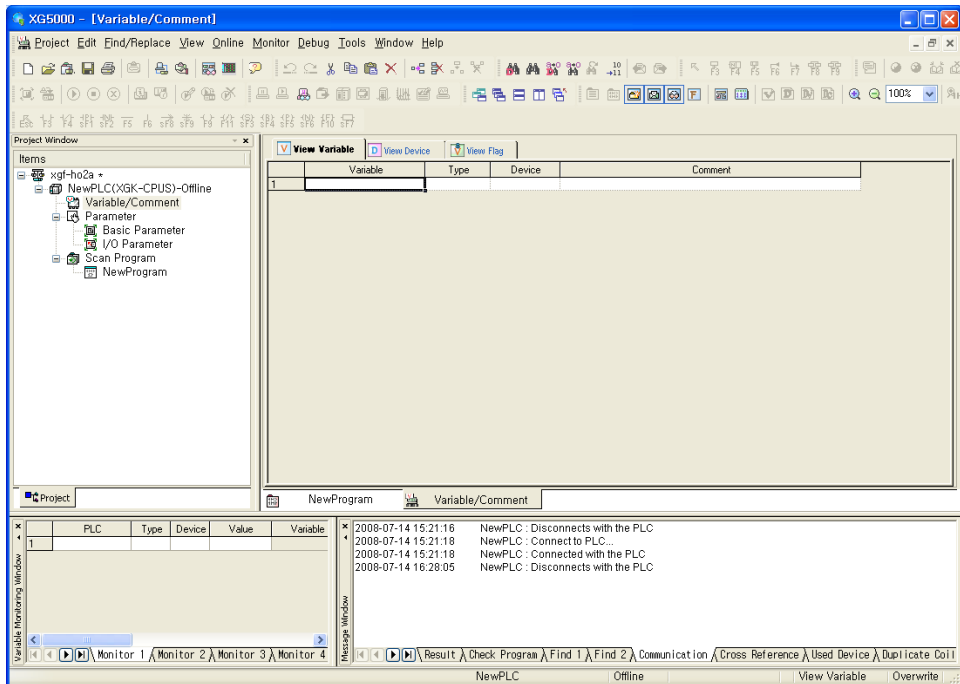 XG5000 - [Variable/Comment]
Project Edit Find/Replace View Online Monitor Debug Tools Window Help
100%
Project Window
Items
xgf-ho2a *
NewPLC(XGK-CPUS)-Offline
Variable/Comment
Parameter
Basic Parameter
I/O Parameter
Scan Program
NewProgram
Project
View Variable View Device View Flag
Variable Type Device Comment
1
NewProgram Variable/Comment
Variable Monitoring Window
PLC Type Device Value Variable
1
Monitor 1 Monitor 2 Monitor 3 Monitor 4
Message Window
2008-07-14 15:21:16 NewPLC : Disconnects with the PLC
2008-07-14 15:21:18 NewPLC : Connect to PLC...
2008-07-14 15:21:18 NewPLC : Connected with the PLC
2008-07-14 16:28:05 NewPLC : Disconnects with the PLC
Result Check Program Find 1 Find 2 Communication Cross Reference Used Device Duplicate Coil
NewPLC Offline View Variable Overwrite